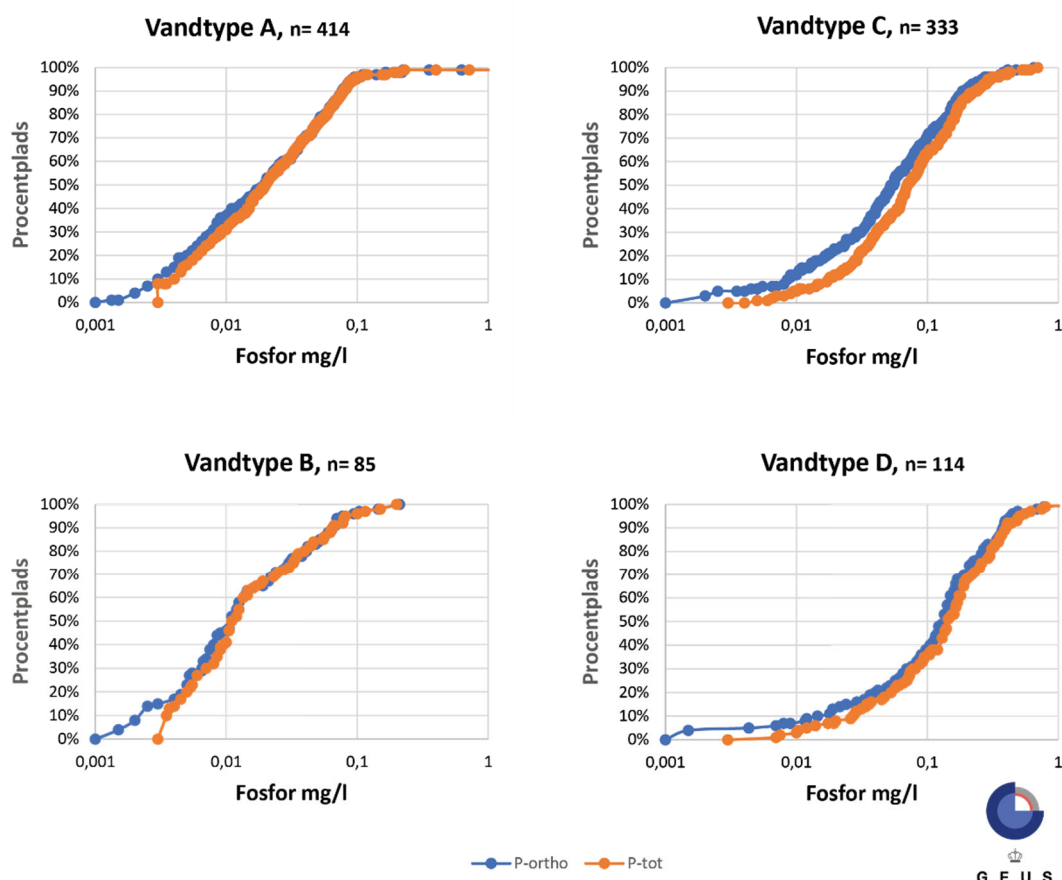 Vandtype A, n= 414
Procentplads
100%
90%
80%
70%
60%
50%
40%
30%
20%
10%
0%
0,001 0,01 0,1 1
Fosfor mg/l
Vandtype C, n= 333
Procentplads
100%
90%
80%
70%
60%
50%
40%
30%
20%
10%
0%
0,001 0,01 0,1 1
Fosfor mg/l
Vandtype B, n= 85
Procentplads
100%
90%
80%
70%
60%
50%
40%
30%
20%
10%
0%
0,001 0,01 0,1 1
Fosfor mg/l
Vandtype D, n= 114
Procentplads
100%
90%
80%
70%
60%
50%
40%
30%
20%
10%
0%
0,001 0,01 0,1 1
Fosfor mg/l
P-ortho P-tot
G E U S